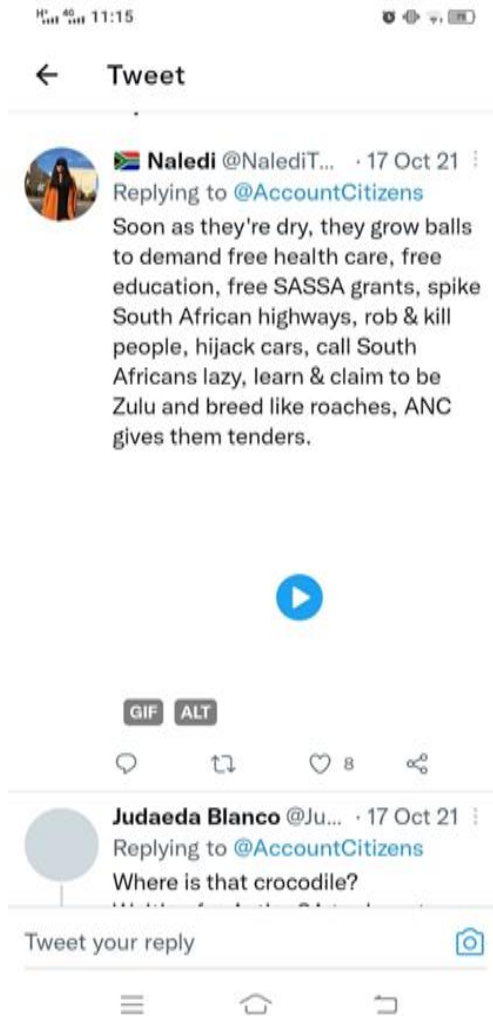 11:15
Tweet
Naledi @NalediT... · 17 Oct 21
Replying to @AccountCitizens
Soon as they're dry, they grow balls
to demand free health care, free
education, free SASSA grants, spike
South African highways, rob & kill
people, hijack cars, call South
Africans lazy, learn & claim to be
Zulu and breed like roaches, ANC
gives them tenders.
GIF ALT
8
Judaeda Blanco @Ju... · 17 Oct 21
Replying to @AccountCitizens
Where is that crocodile?
Tweet your reply